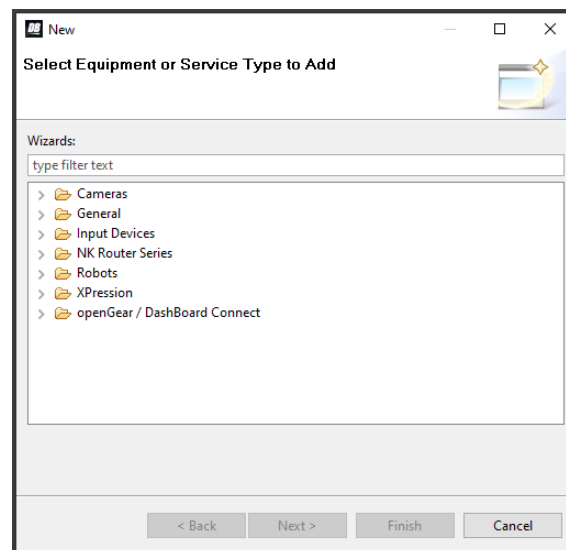 DB New
Select Equipment or Service Type to Add
Wizards:
type filter text
Cameras
General
Input Devices
NK Router Series
Robots
XPression
openGear / DashBoard Connect
< Back Next > Finish Cancel